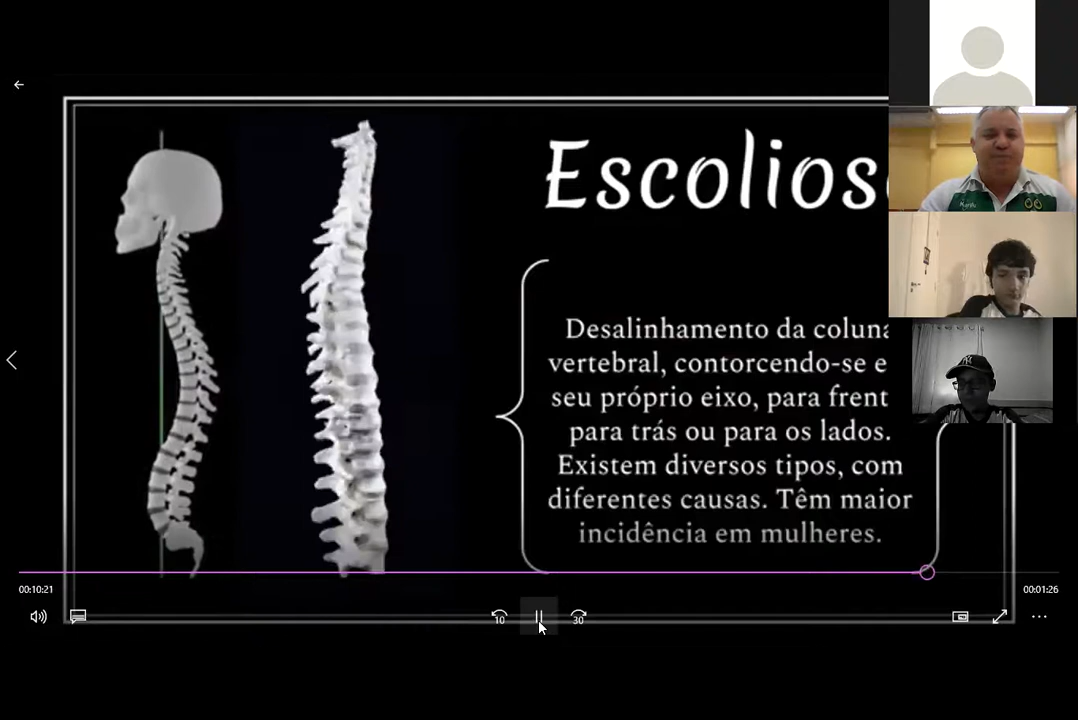 Escoliose
Desalinhamento da coluna
vertebral, contorcendo-se e
seu próprio eixo, para frent
para trás ou para os lados.
Existem diversos tipos, com
diferentes causas. Têm maior
incidência em mulheres.
00:10:21
00:01:26
10
30